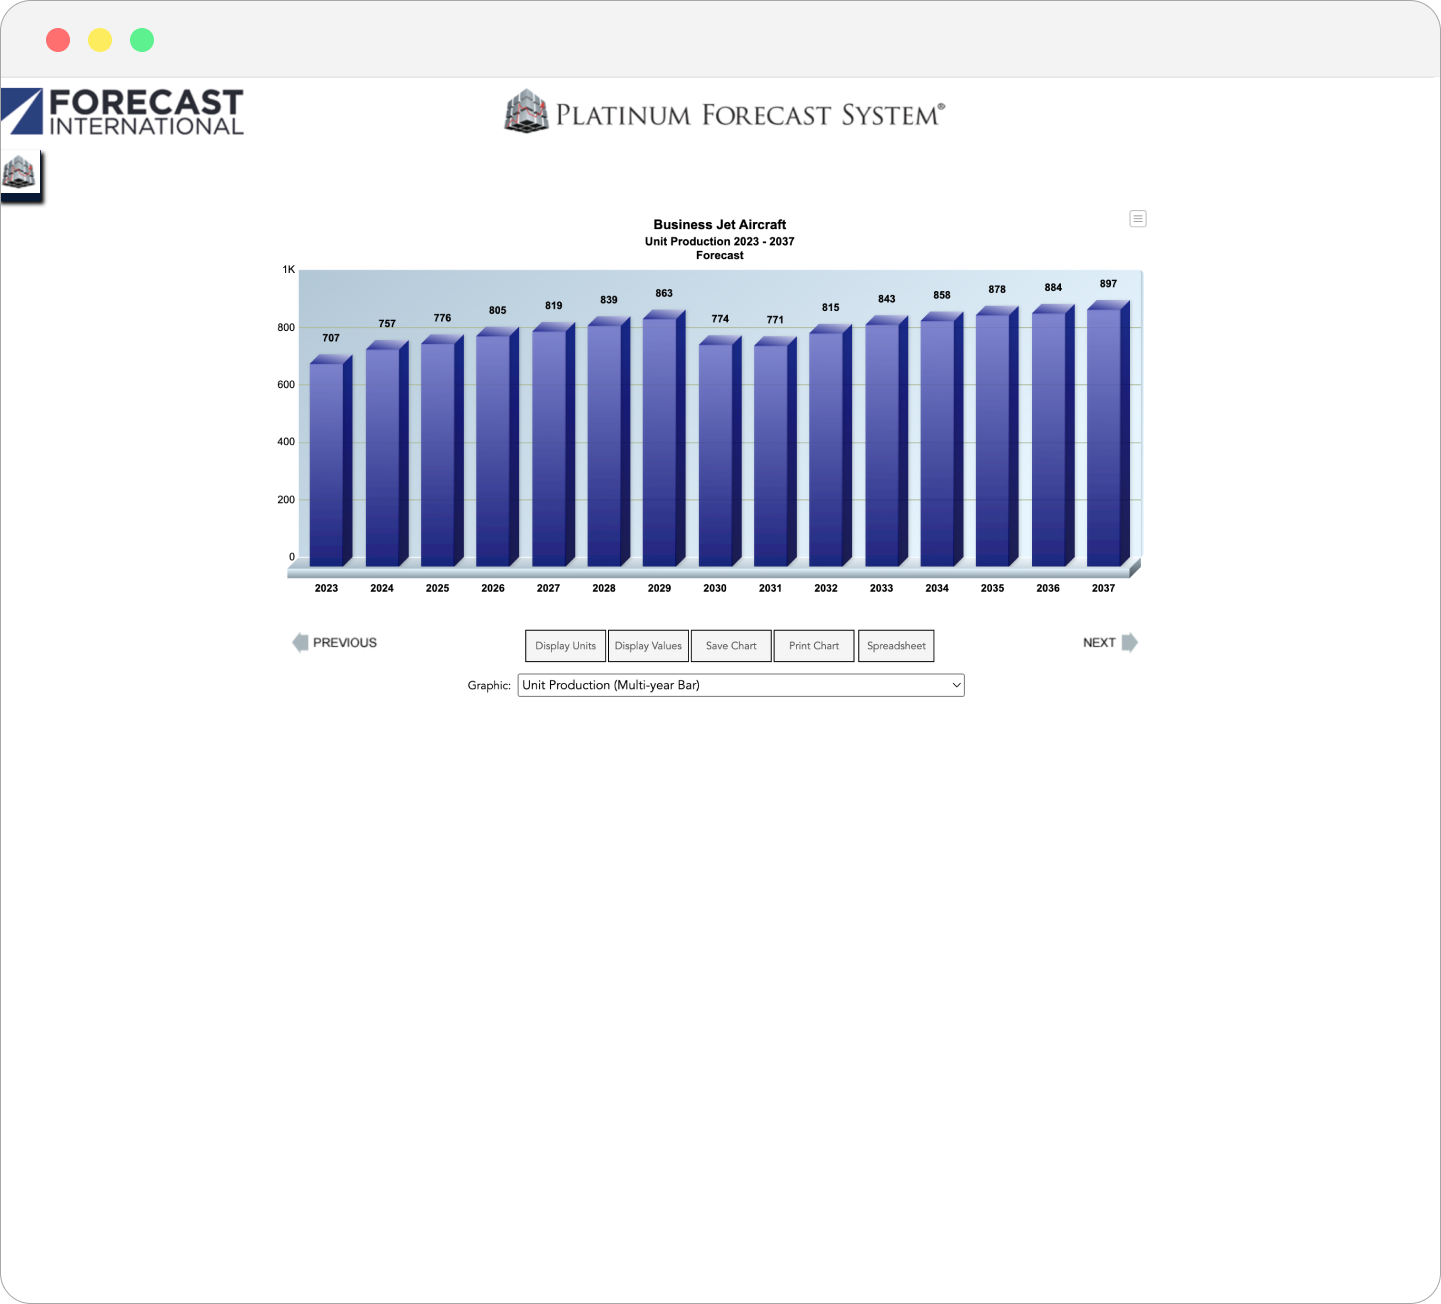 FORECAST
INTERNATIONAL
PLATINUM FORECAST SYSTEM®
Business Jet Aircraft
Unit Production 2023 - 2037
Forecast
1K
800
600
400
200
0
707 757 776 805 819 839 863 774 771 815 843 858 878 884 897
2023 2024 2025 2026 2027 2028 2029 2030 2031 2032 2033 2034 2035 2036 2037
PREVIOUS Display Units Display Values Save Chart Print Chart Spreadsheet NEXT
Graphic: Unit Production (Multi-year Bar)